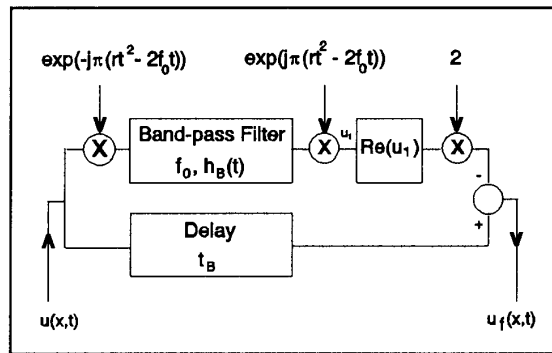 exp(-jπ(rt²- 2f₀t)) exp(jπ(rt²- 2f₀t)) 2
X Band-pass Filter X u₁ Re(u₁) X
f₀, h_B(t)
-
Delay +
t_B
u(x,t) u_f(x,t)